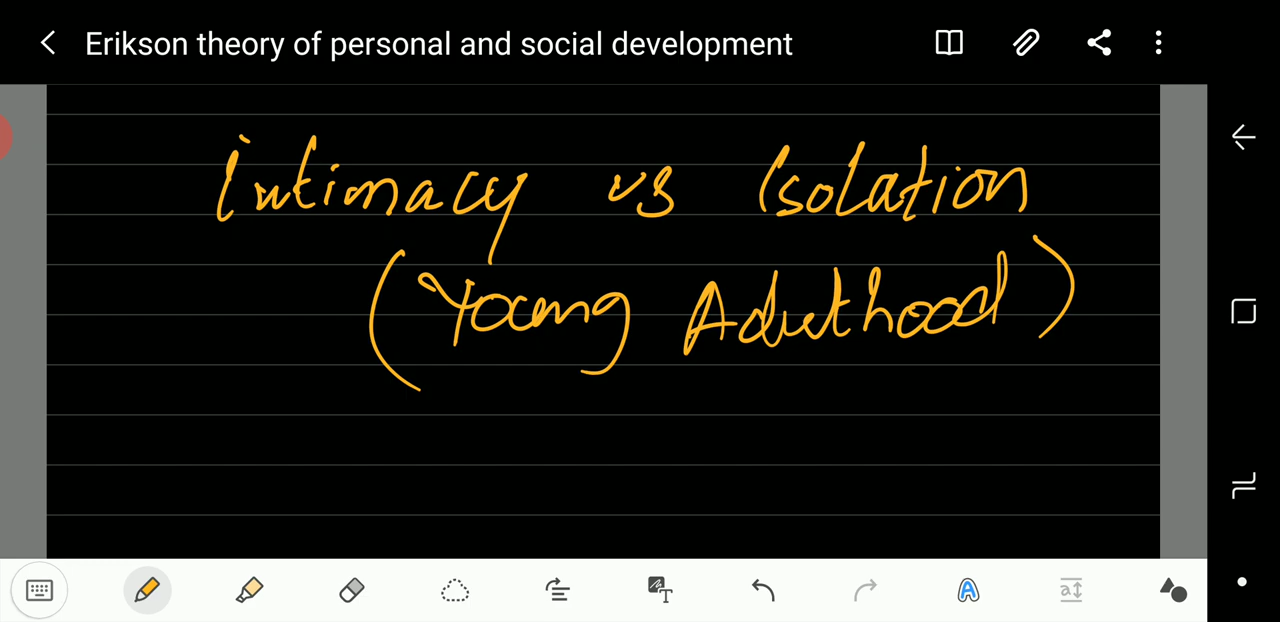 Erikson theory of personal and social development
Intimacy vs Isolation
(Young Adulthood)